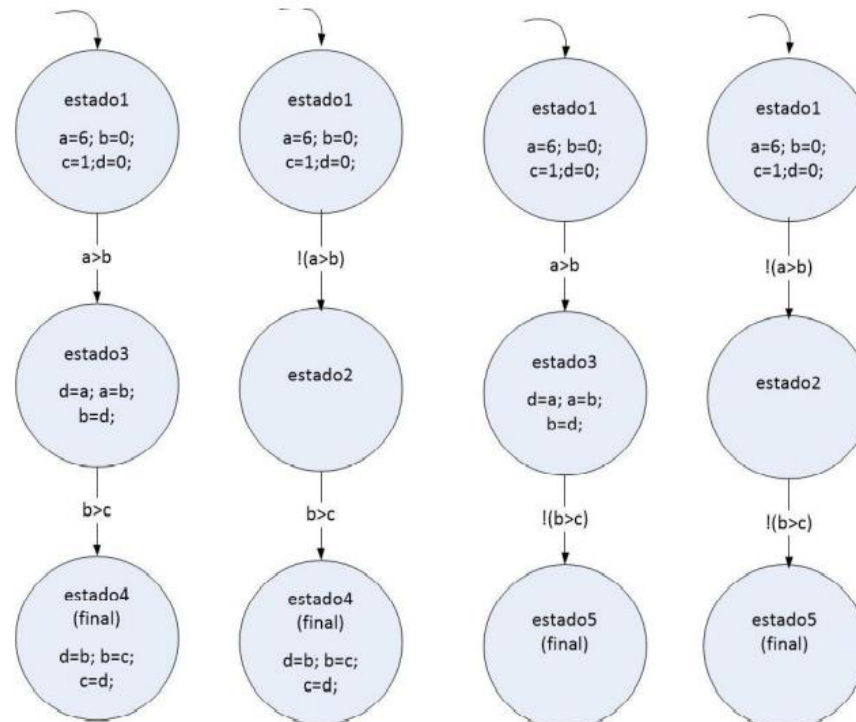 estado1
a=6; b=0;
c=1;d=0;
a>b
estado3
d=a; a=b;
b=d;
b>c
estado4
(final)
d=b; b=c;
c=d;
estado1
a=6; b=0;
c=1;d=0;
!(a>b)
estado2
b>c
estado4
(final)
d=b; b=c;
c=d;
estado1
a=6; b=0;
c=1;d=0;
a>b
estado3
d=a; a=b;
b=d;
!(b>c)
estado5
(final)
estado1
a=6; b=0;
c=1;d=0;
!(a>b)
estado2
!(b>c)
estado5
(final)